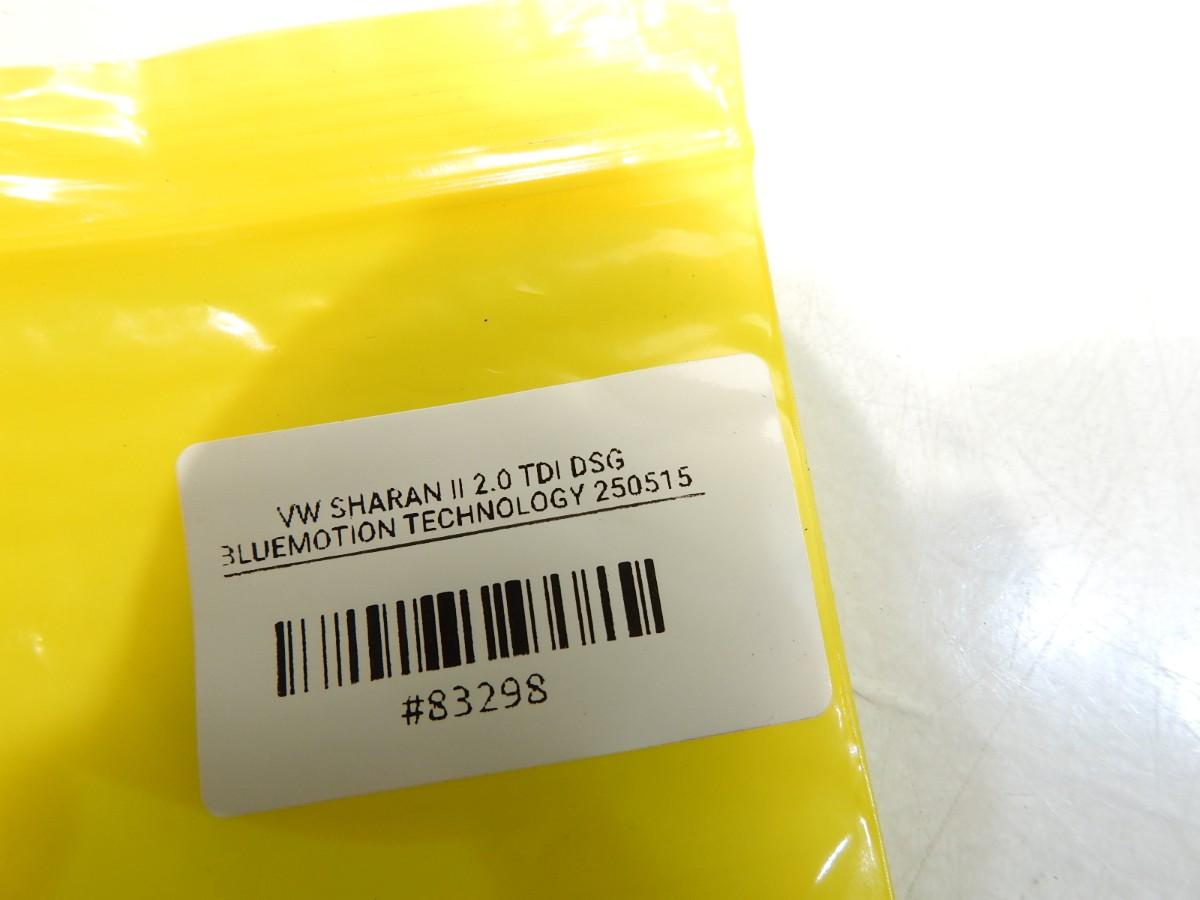 VW SHARAN II 2.0 TDI DSG
BLUEMOTION TECHNOLOGY 250515
#83298